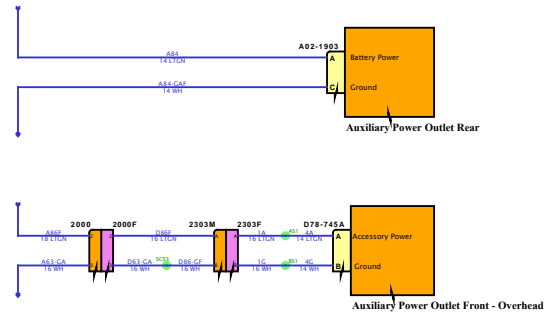 A02-1903
A84
14 LTGN
A Battery Power
A84-GAF
14 WH
C Ground
Auxiliary Power Outlet Rear
2000 2000F 2303M 2303F D78-745A
A86F D86F 1A AS1 4A
18 LTGN 16 LTGN 16 LTGN 14 LTGN
A Accessory Power
A63-GA D63-GA SCS3 D86-GF 1G BS1 4G
16 WH 16 WH 16 WH 16 WH 14 WH
B Ground
Auxiliary Power Outlet Front - Overhead